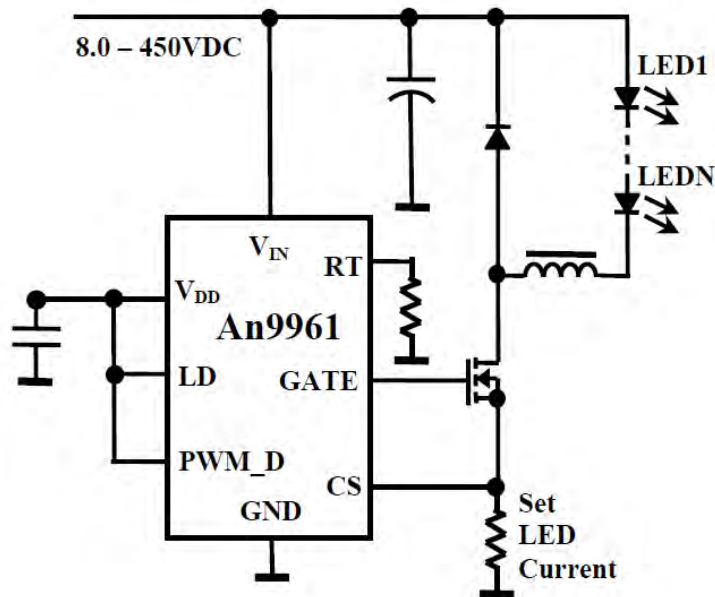 8.0 – 450VDC
LED1
LEDN
VIN
RT
VDD
An9961
LD
GATE
PWM_D
CS
GND
Set
LED
Current